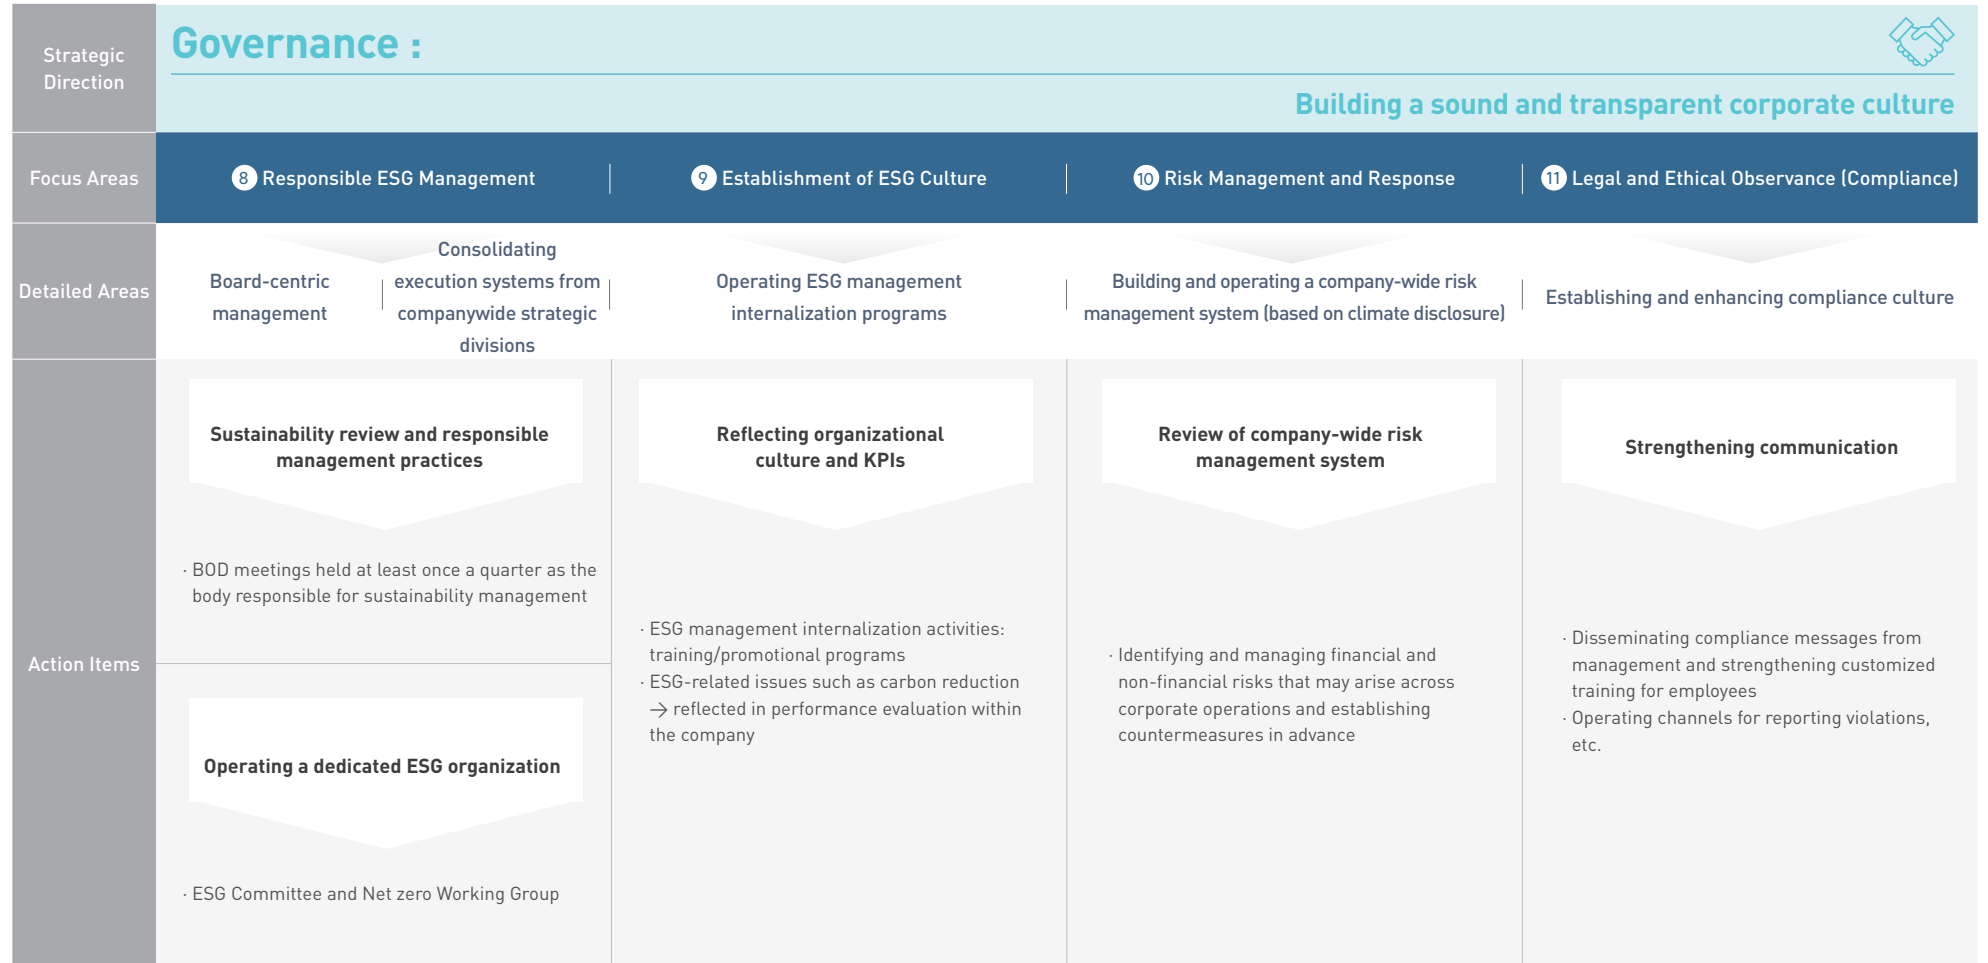 Strategic
Direction
Governance :
Building a sound and transparent corporate culture
Focus Areas
8 Responsible ESG Management
9 Establishment of ESG Culture
10 Risk Management and Response
11 Legal and Ethical Observance (Compliance)
Detailed Areas
Board-centric
management
Consolidating
execution systems from
companywide strategic
divisions
Operating ESG management
internalization programs
Building and operating a company-wide risk
management system (based on climate disclosure)
Establishing and enhancing compliance culture
Action Items
Sustainability review and responsible
management practices
· BOD meetings held at least once a quarter as the
body responsible for sustainability management
Operating a dedicated ESG organization
· ESG Committee and Net zero Working Group
Reflecting organizational
culture and KPIs
· ESG management internalization activities:
training/promotional programs
· ESG-related issues such as carbon reduction
→ reflected in performance evaluation within
the company
Review of company-wide risk
management system
· Identifying and managing financial and
non-financial risks that may arise across
corporate operations and establishing
countermeasures in advance
Strengthening communication
· Disseminating compliance messages from
management and strengthening customized
training for employees
· Operating channels for reporting violations,
etc.